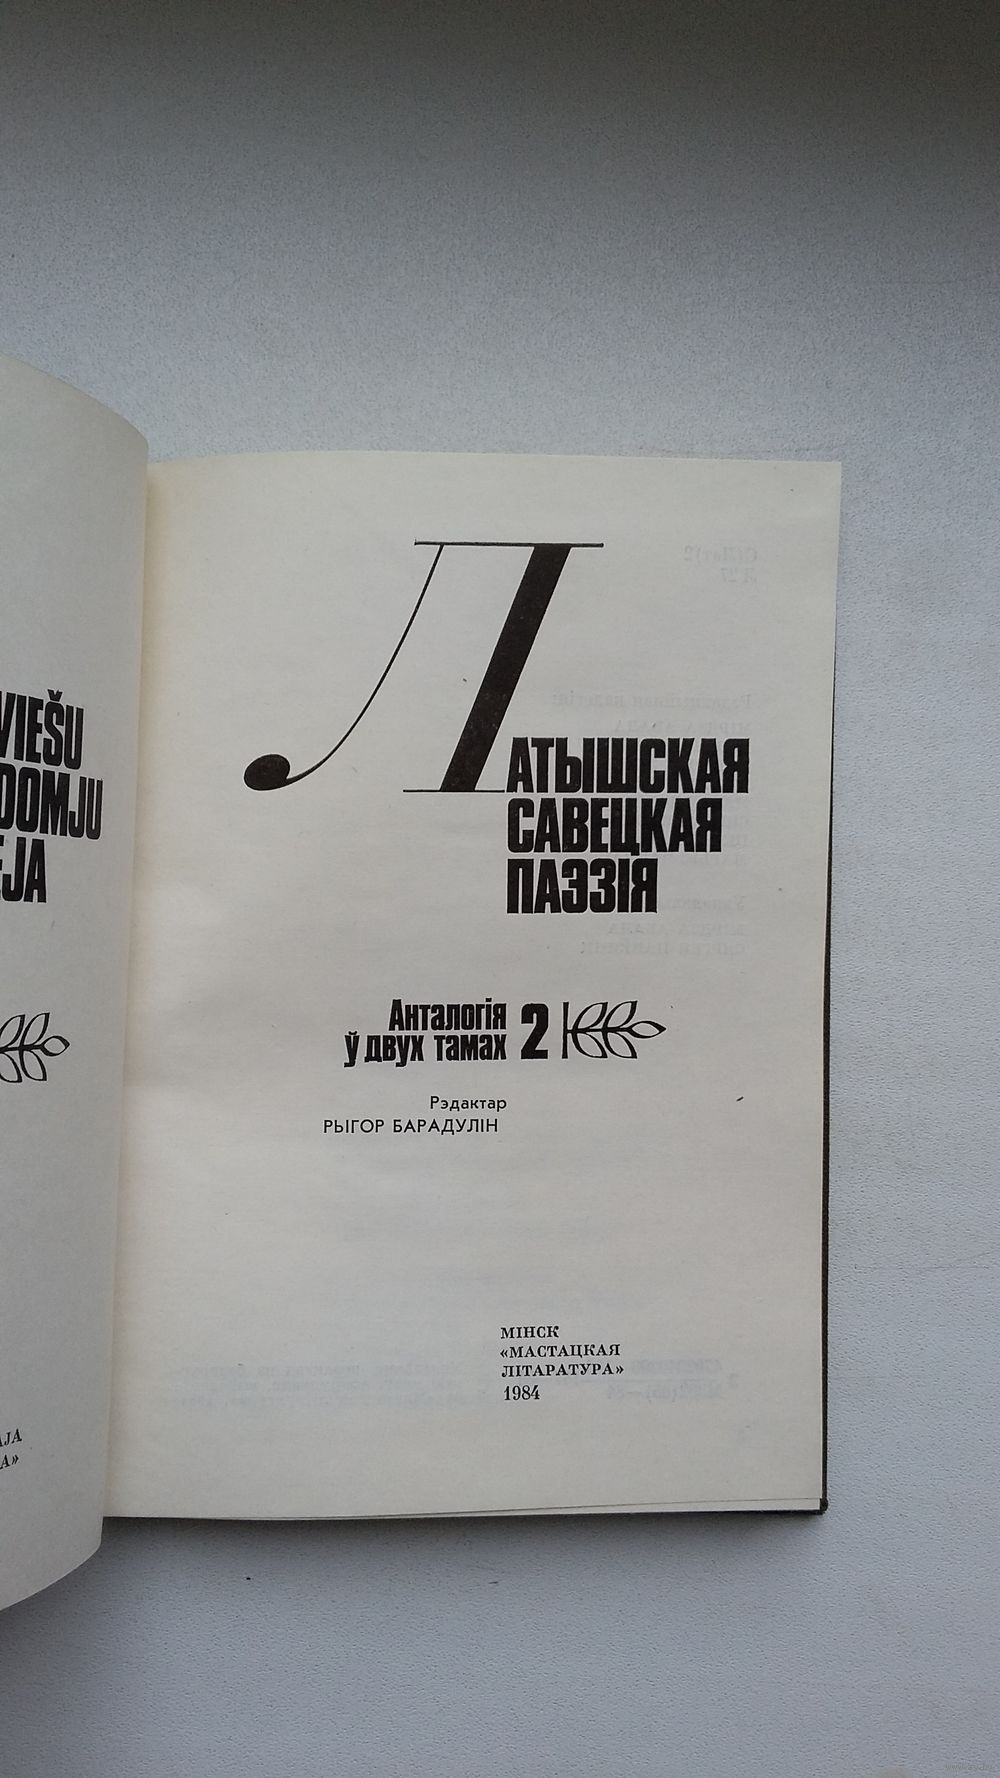 VIEŠU
DOMJU
EJA
AJA
A»
ЛАТЫШСКАЯ
САВЕЦКАЯ
ПАЭЗІЯ
Анталогія
ў двух тамах 2
Рэдактар
РЫГОР БАРАДУЛІН
МІНСК
«МАСТАЦКАЯ
ЛІТАРАТУРА»
1984